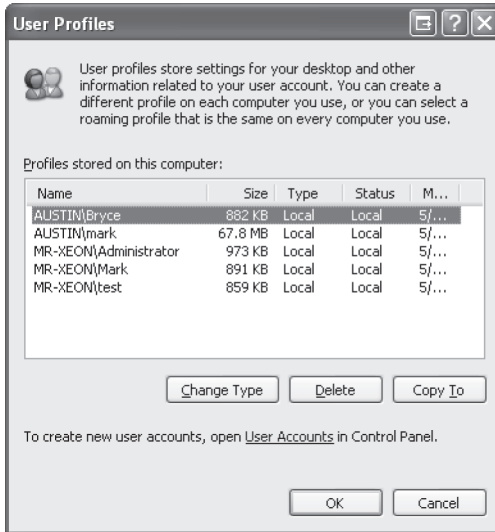 User Profiles
User profiles store settings for your desktop and other
information related to your user account. You can create a
different profile on each computer you use, or you can select a
roaming profile that is the same on every computer you use.
Profiles stored on this computer:
Name Size Type Status M...
AUSTIN\Bryce 882 KB Local Local 5/...
AUSTIN\mark 67.8 MB Local Local 5/...
MR-XEON\Administrator 973 KB Local Local 5/...
MR-XEON\Mark 891 KB Local Local 5/...
MR-XEON\test 859 KB Local Local 5/...
Change Type Delete Copy To
To create new user accounts, open User Accounts in Control Panel.
OK Cancel